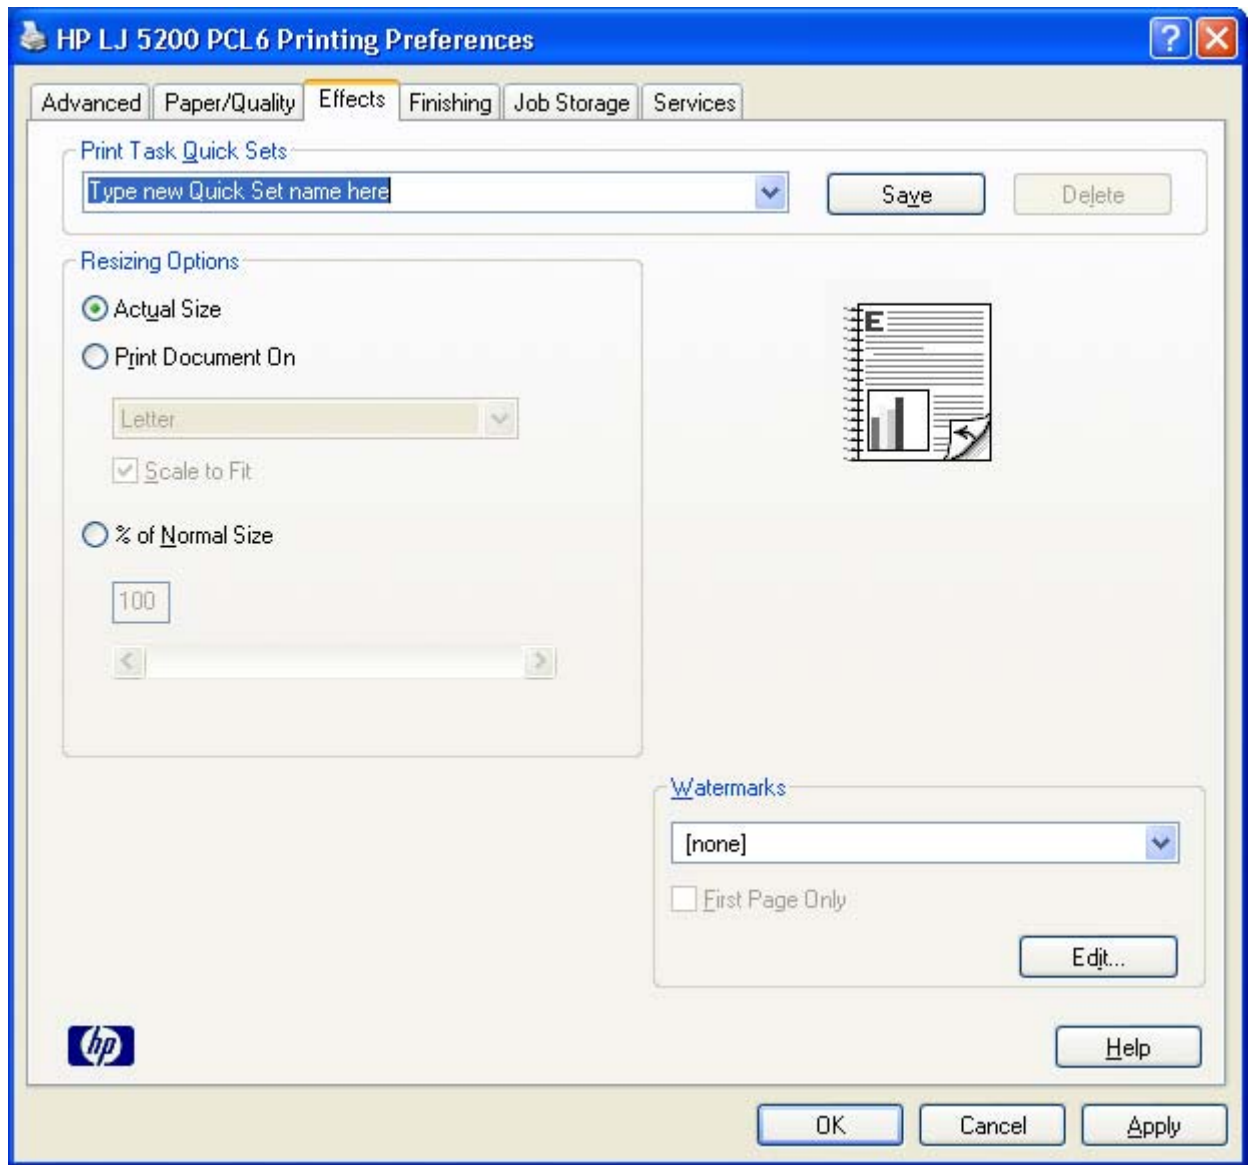 HP LJ 5200 PCL6 Printing Preferences
Advanced Paper/Quality Effects Finishing Job Storage Services
Print Task Quick Sets
Type new Quick Set name here Save Delete
Resizing Options
Actual Size
Print Document On
Letter
Scale to Fit
% of Normal Size
100
E
Watermarks
[none]
First Page Only
Edit...
hp Help
OK Cancel Apply